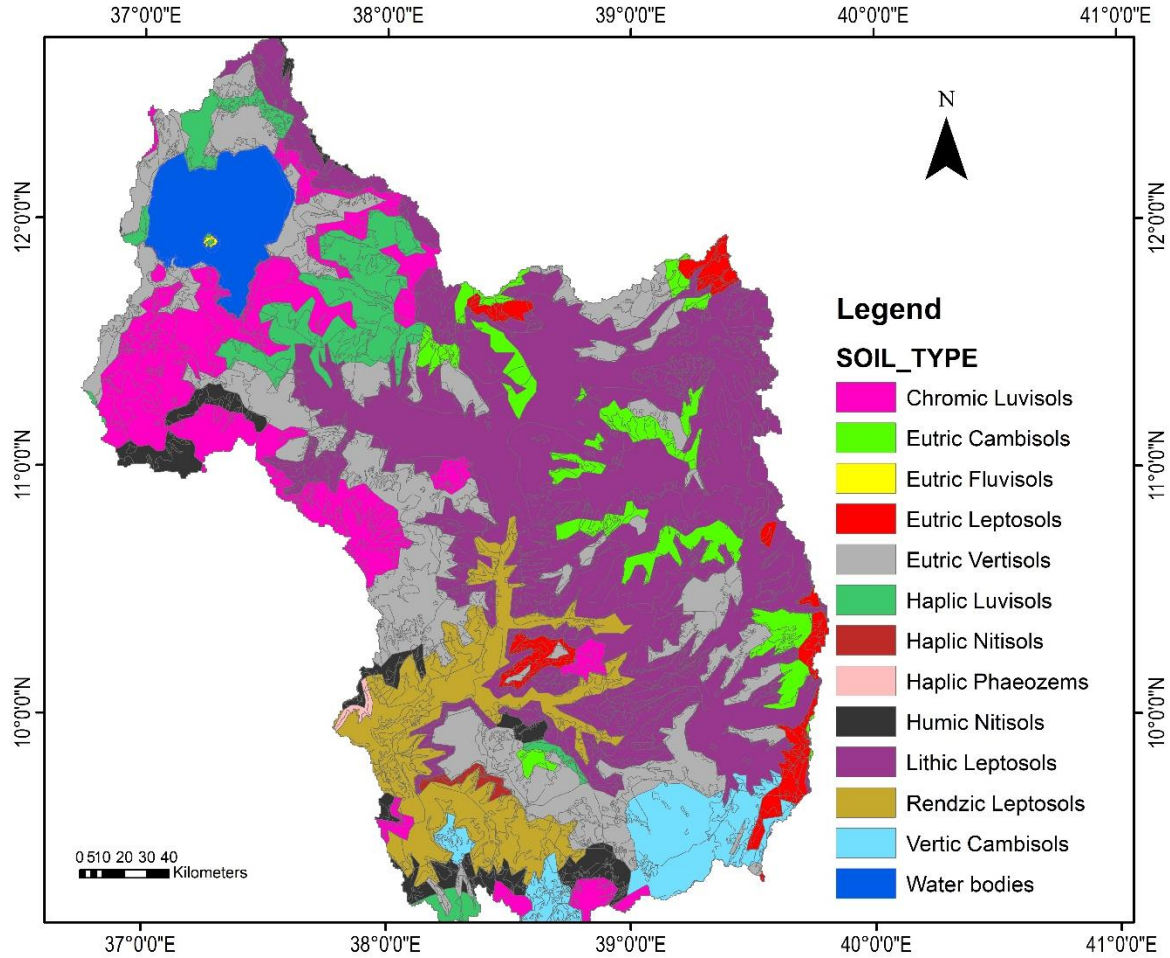 37°0'0"E 38°0'0"E 39°0'0"E 40°0'0"E 41°0'0"E
N
12°0'0"N
12°0'0"N
11°0'0"N
11°0'0"N
10°0'0"N
10°0'0"N
Legend
SOIL_TYPE
Chromic Luvisols
Eutric Cambisols
Eutric Fluvisols
Eutric Leptosols
Eutric Vertisols
Haplic Luvisols
Haplic Nitisols
Haplic Phaeozems
Humic Nitisols
Lithic Leptosols
Rendzic Leptosols
Vertic Cambisols
Water bodies
0 510 20 30 40
Kilometers
37°0'0"E 38°0'0"E 39°0'0"E 40°0'0"E 41°0'0"E